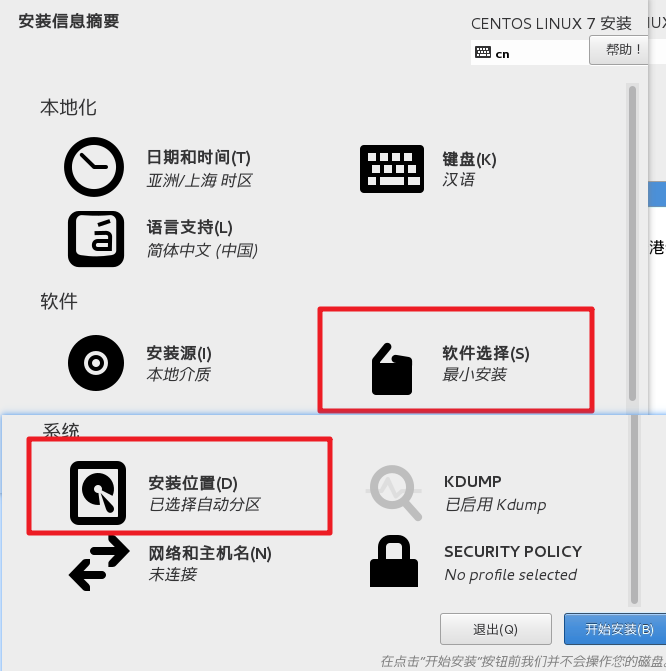 安装信息摘要
CENTOS LINUX 7 安装
cn
帮助！
本地化
日期和时间(T)
亚洲/上海 时区
键盘(K)
汉语
语言支持(L)
简体中文 (中国)
港
软件
安装源(I)
本地介质
软件选择(S)
最小安装
系统
安装位置(D)
已选择自动分区
KDUMP
已启用 Kdump
网络和主机名(N)
未连接
SECURITY POLICY
No profile selected
退出(Q)
开始安装(B)
在点击“开始安装”按钮前我们并不会操作您的磁盘